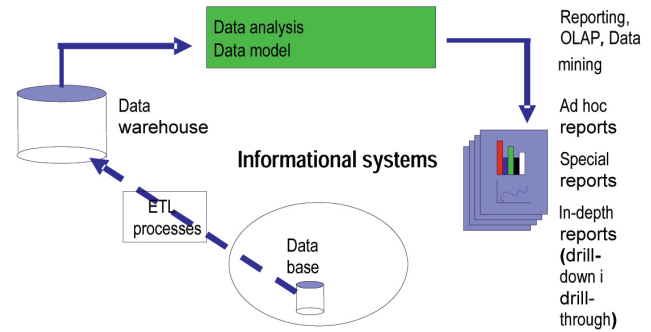 Data analysis
Data model
Reporting,
OLAP, Data
mining
Data
warehouse
Ad hoc
reports
Informational systems
Special
reports
ETL
processes
In-depth
reports
(drill-
down i
drill-
through)
Data
base